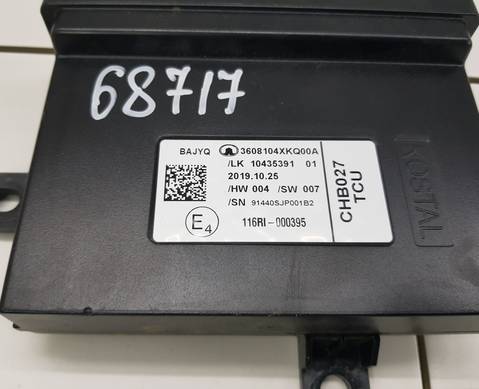 68717
BAJYQ 3608104XKQ00A
/LK 10435391 01
2019.10.25
/HW 004 /SW 007
/SN 91440SJP001B2
E4 116RI-000395
CHB027
TCU
KOSTAL